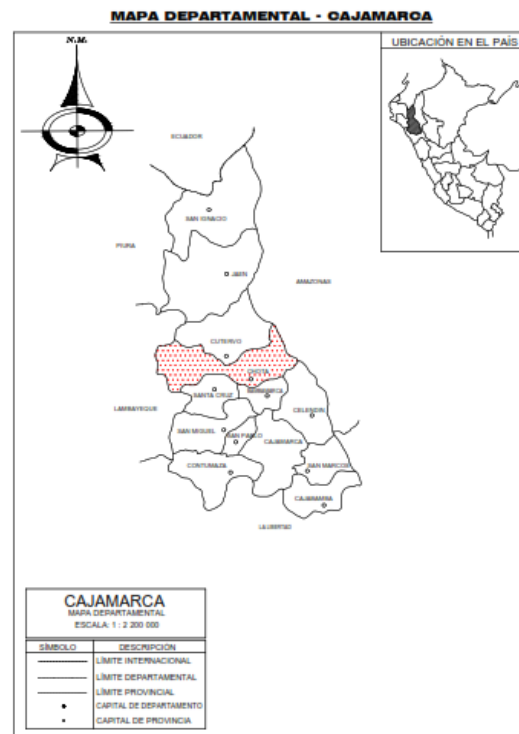 MAPA DEPARTAMENTAL - CAJAMARCA
N.M.
UBICACIÓN EN EL PAÍS
ECUADOR
SAN IGNACIO
PIURA
JAEN
AMAZONAS
CUTERVO
CHOTA
SANTA CRUZ
LAMBAYEQUE
CELENDIN
SAN MIGUEL
SAN PABLO
CAJAMARCA
CONTUMAZA
SAN MARCOS
CAJABAMBA
LA LIBERTAD
CAJAMARCA
MAPA DEPARTAMENTAL
ESCALA: 1 : 2 200 000
SÍMBOLO DESCRIPCIÓN
LÍMITE INTERNACIONAL
LÍMITE DEPARTAMENTAL
LÍMITE PROVINCIAL
CAPITAL DE DEPARTAMENTO
CAPITAL DE PROVINCIA